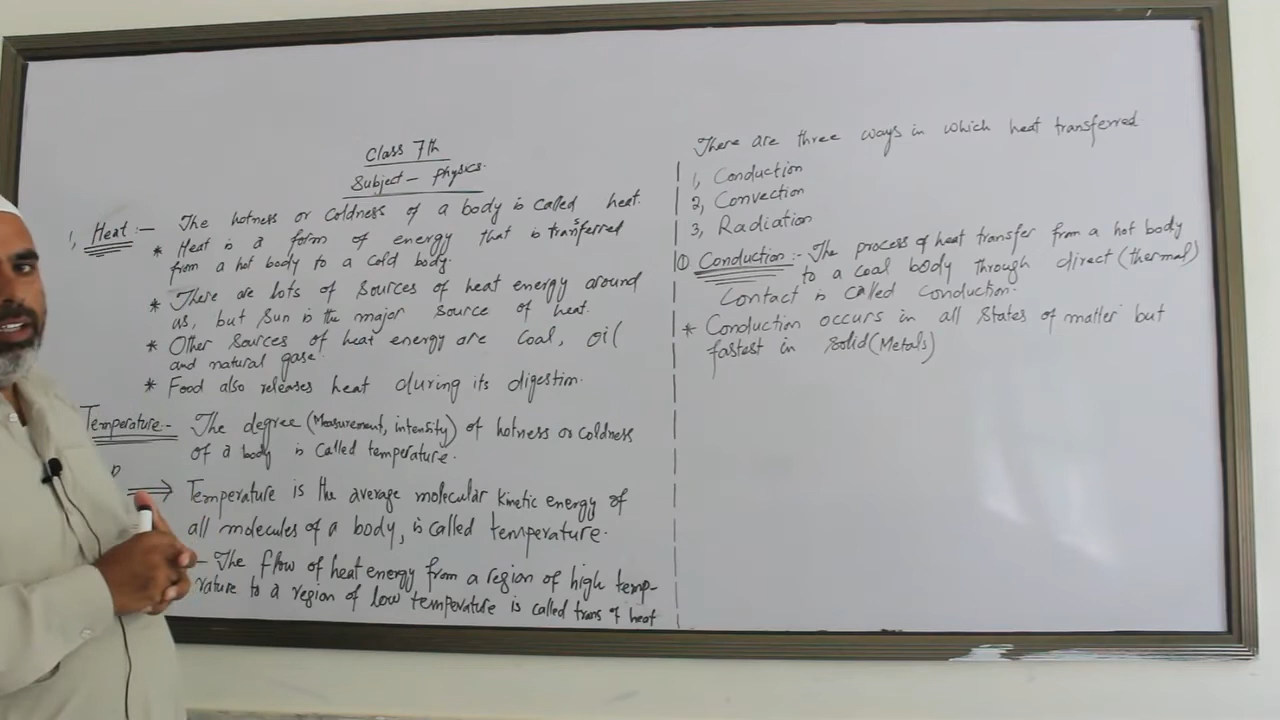 Class 7th
Subject – Physics.
1, Heat :– The hotness or coldness of a body is called heat.
* Heat is a form of energy that is transferred
from a hot body to a cold body.
* There are lots of sources of heat energy around
us, but Sun is the major source of heat.
* Other sources of heat energy are coal, oil
and natural gase.
* Food also releases heat during its digestion.
Temperature:- The degree (Measurement, intensity) of hotness or coldness
of a body is called temperature.
⇒ Temperature is the average molecular kinetic energy of
all molecules of a body, is called temperature.
– The flow of heat energy from a region of high temp-
rature to a region of low temperature is called trans of heat
There are three ways in which heat transferred
1, Conduction
2, Convection
3, Radiation
① Conduction :- The process of heat transfer from a hot body
to a coal body through direct (thermal)
Contact is called Conduction.
* Conduction occurs in all states of matter but
fastest in solid (Metals)